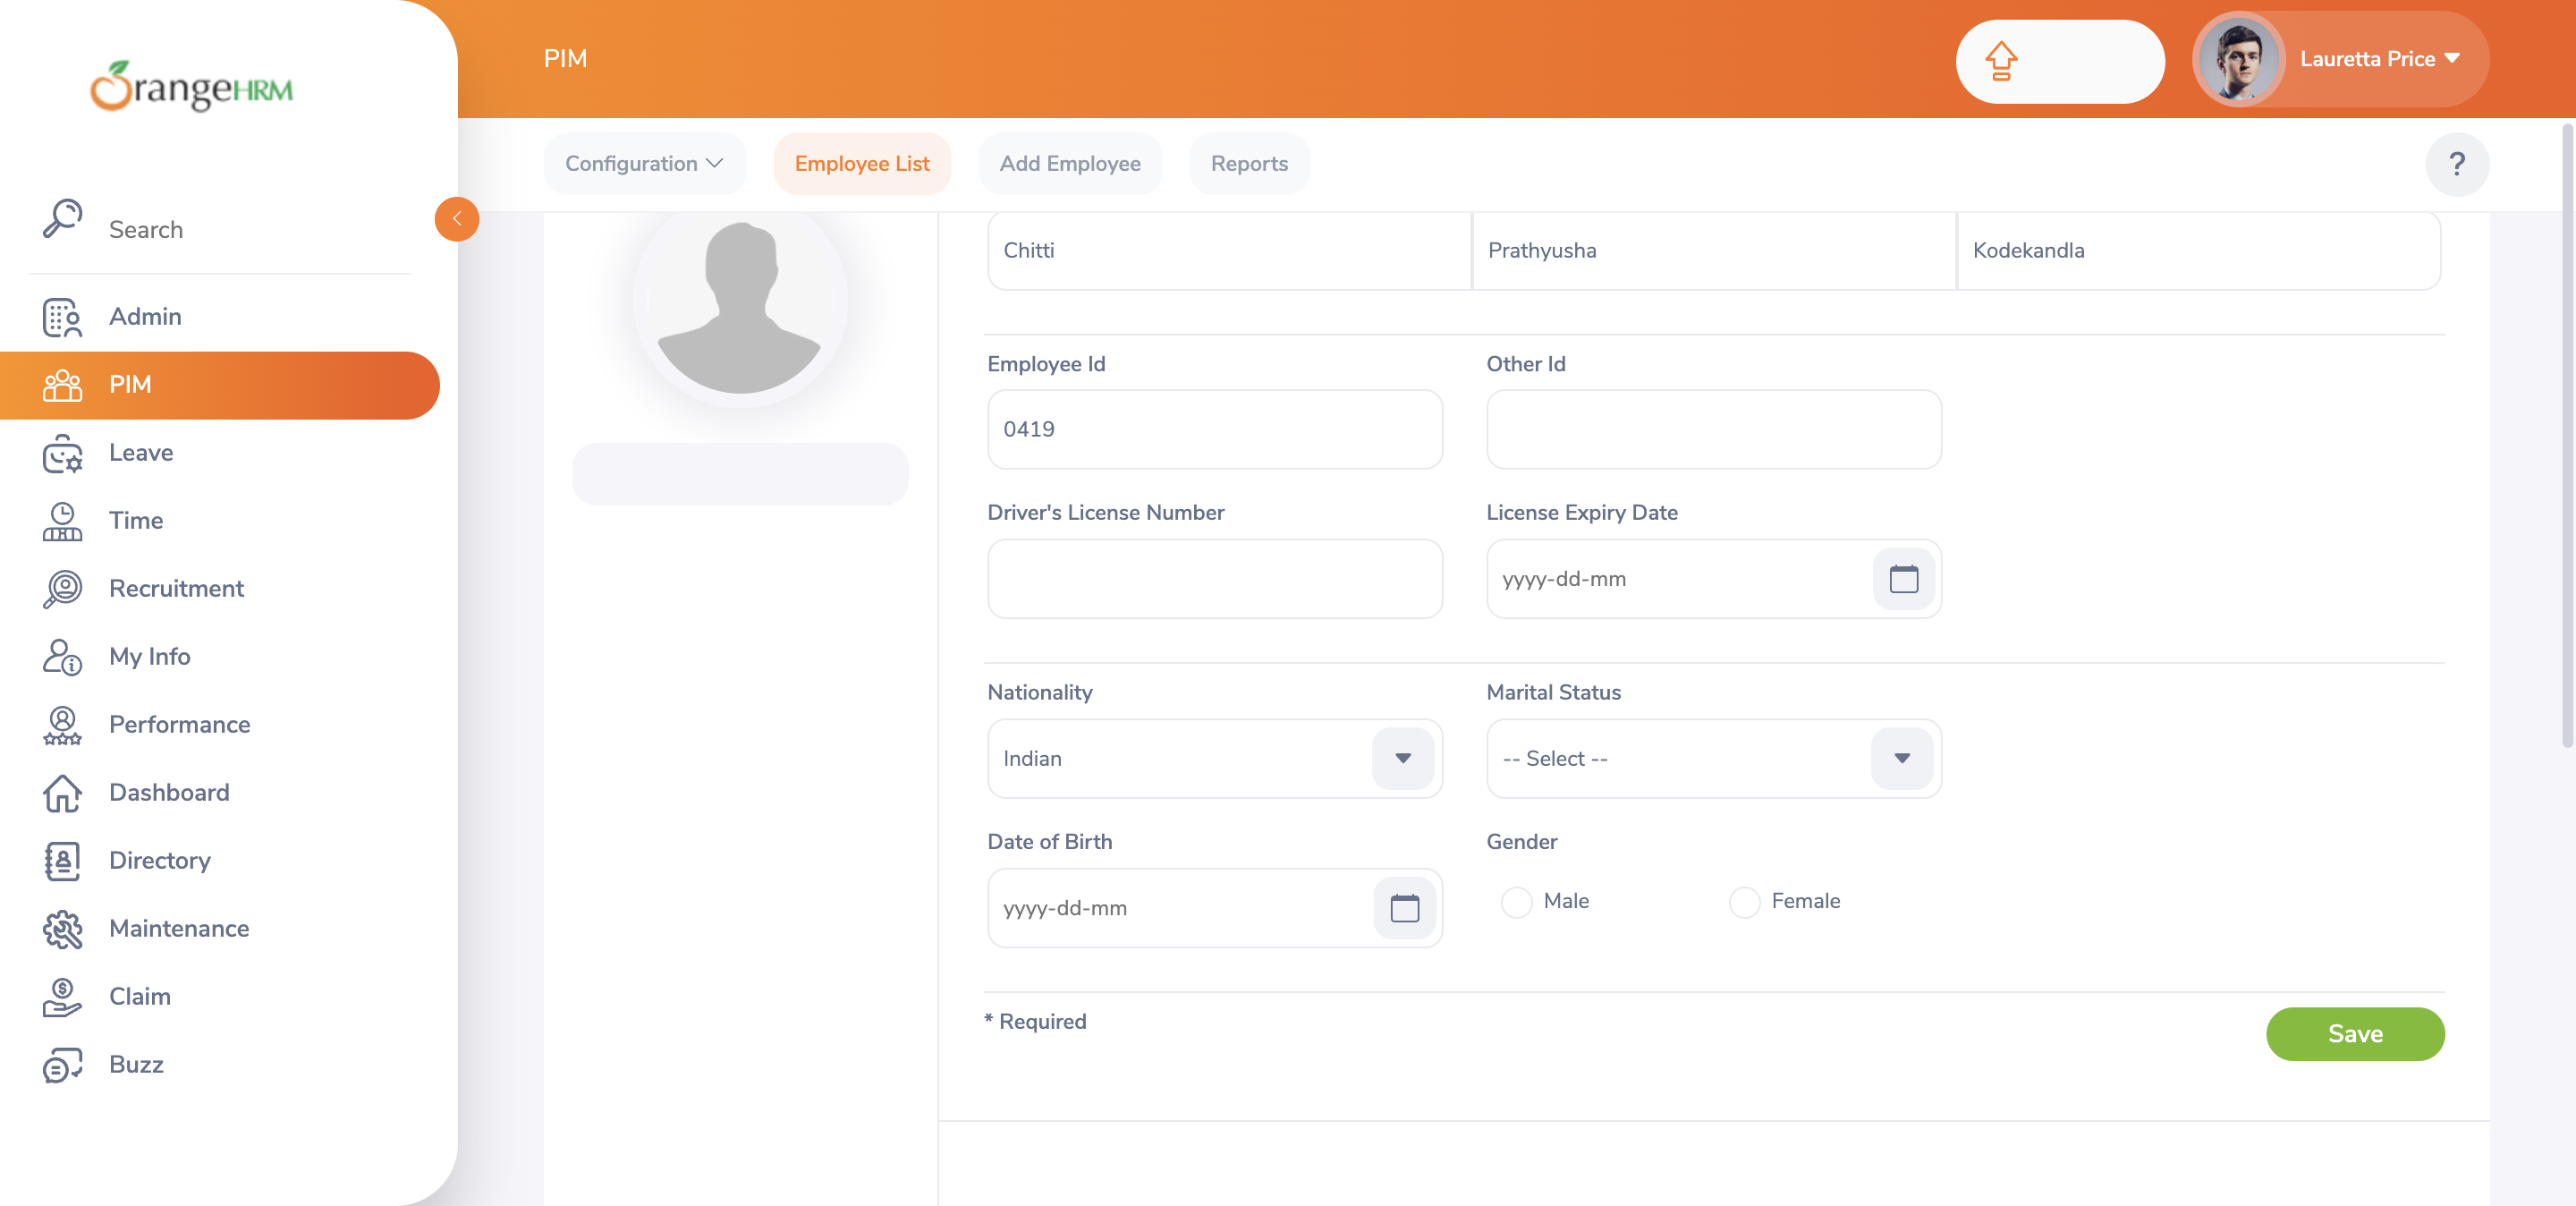 OrangeHRM
PIM
Lauretta Price
Configuration
Employee List
Add Employee
Reports
?
Search
Admin
PIM
Leave
Time
Recruitment
My Info
Performance
Dashboard
Directory
Maintenance
Claim
Buzz
Chitti
Prathyusha
Kodekandla
Employee Id
Other Id
0419
Driver's License Number
License Expiry Date
yyyy-dd-mm
Nationality
Marital Status
Indian
-- Select --
Date of Birth
Gender
yyyy-dd-mm
Male
Female
* Required
Save